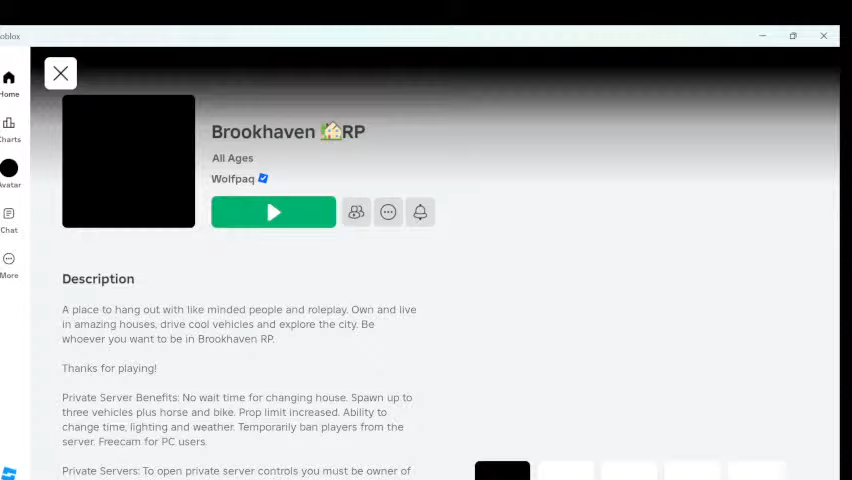 oblox
Home
Charts
Avatar
Chat
More
Brookhaven 🏡RP
All Ages
Wolfpaq
Description
A place to hang out with like minded people and roleplay. Own and live
in amazing houses, drive cool vehicles and explore the city. Be
whoever you want to be in Brookhaven RP.
Thanks for playing!
Private Server Benefits: No wait time for changing house. Spawn up to
three vehicles plus horse and bike. Prop limit increased. Ability to
change time, lighting and weather. Temporarily ban players from the
server. Freecam for PC users.
Private Servers: To open private server controls you must be owner of